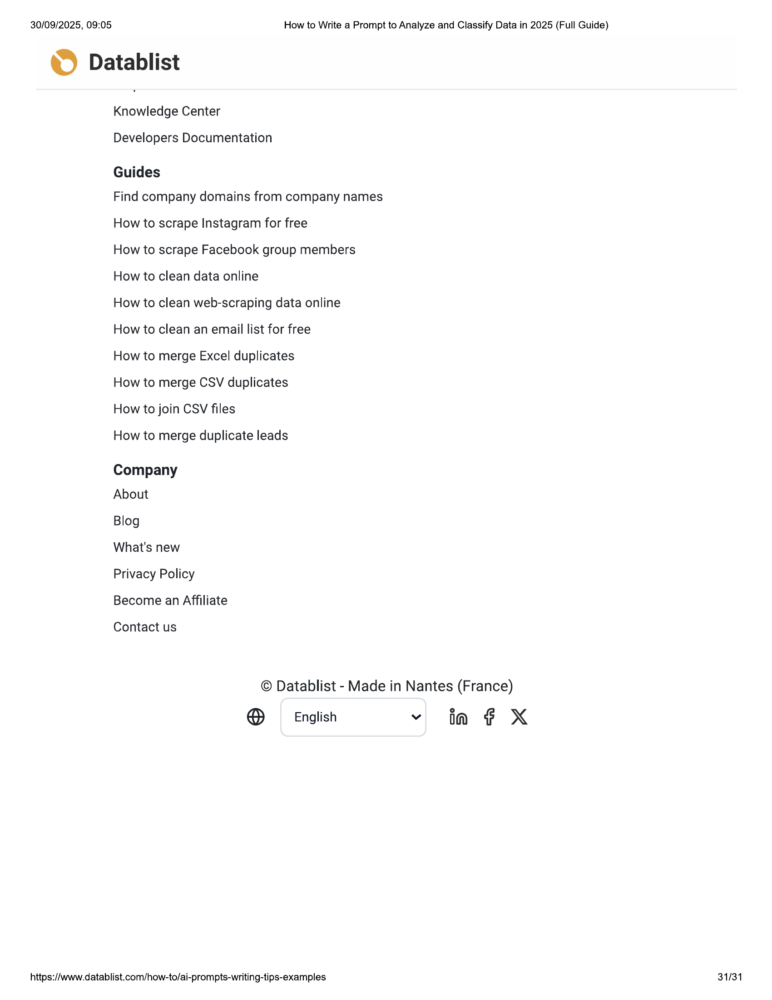 30/09/2025, 09:05
How to Write a Prompt to Analyze and Classify Data in 2025 (Full Guide)
Datablist
Knowledge Center
Developers Documentation
Guides
Find company domains from company names
How to scrape Instagram for free
How to scrape Facebook group members
How to clean data online
How to clean web-scraping data online
How to clean an email list for free
How to merge Excel duplicates
How to merge CSV duplicates
How to join CSV files
How to merge duplicate leads
Company
About
Blog
What's new
Privacy Policy
Become an Affiliate
Contact us
© Datablist - Made in Nantes (France)
English
https://www.datablist.com/how-to/ai-prompts-writing-tips-examples
31/31